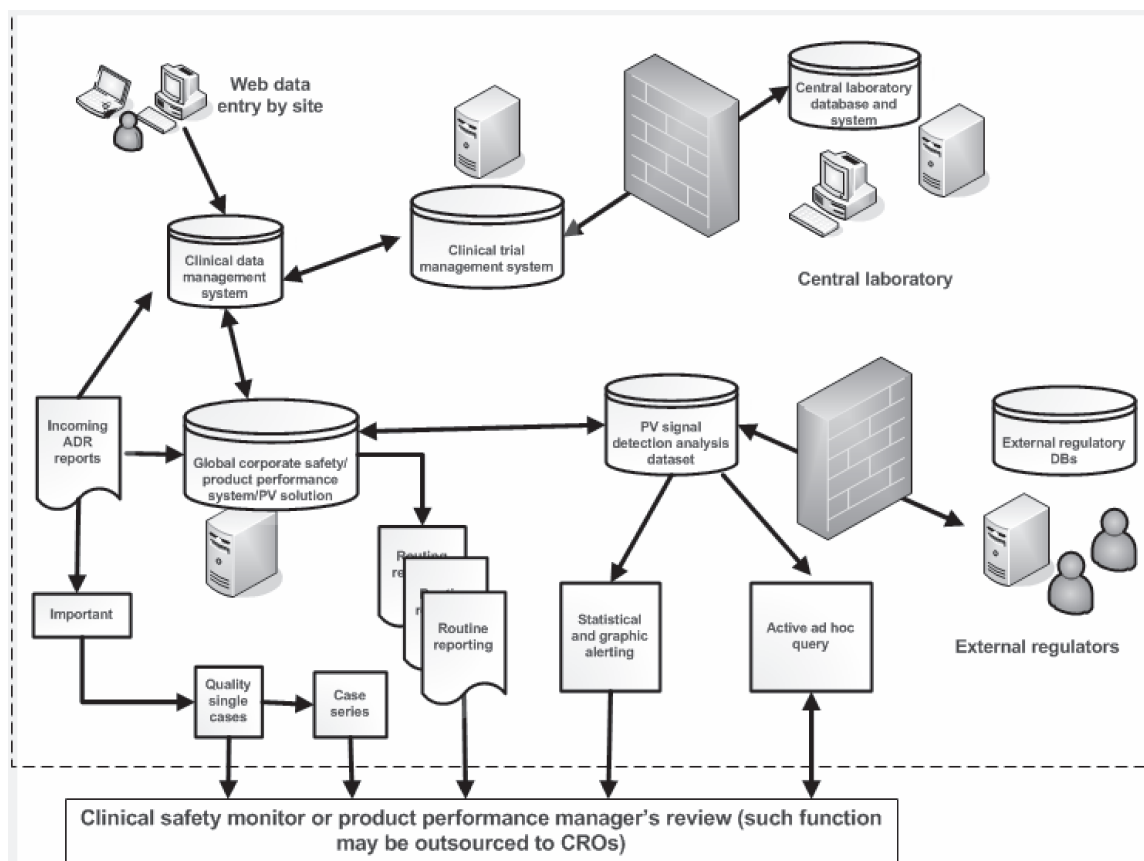 Web data
entry by site
Central laboratory
database and
system
Clinical data
management
system
Clinical trial
management system
Central laboratory
Incoming
ADR
reports
Global corporate safety/
product performance
system/PV solution
PV signal
detection analysis
dataset
External regulatory
DBs
Routing
Routine
reporting
Important
Statistical
and graphic
alerting
Active ad hoc
query
External regulators
Quality
single
cases
Case
series
Clinical safety monitor or product performance manager's review (such function
may be outsourced to CROs)